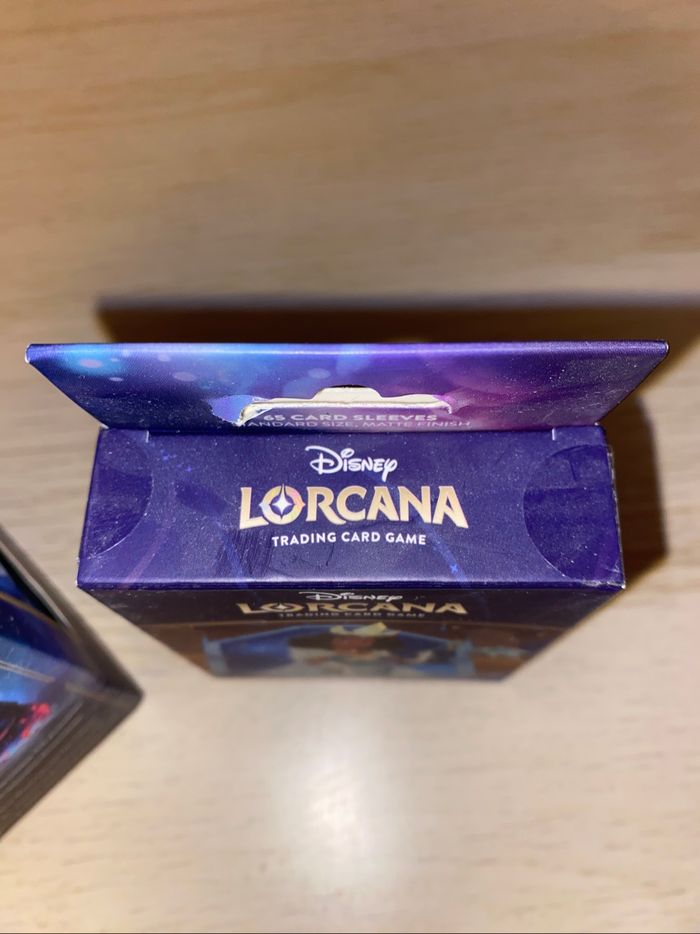 65 CARD SLEEVES
ANDARD SIZE, MATTE FINISH
Disney
LORCANA
TRADING CARD GAME
Disney
LORCANA
TRADING CARD GAME